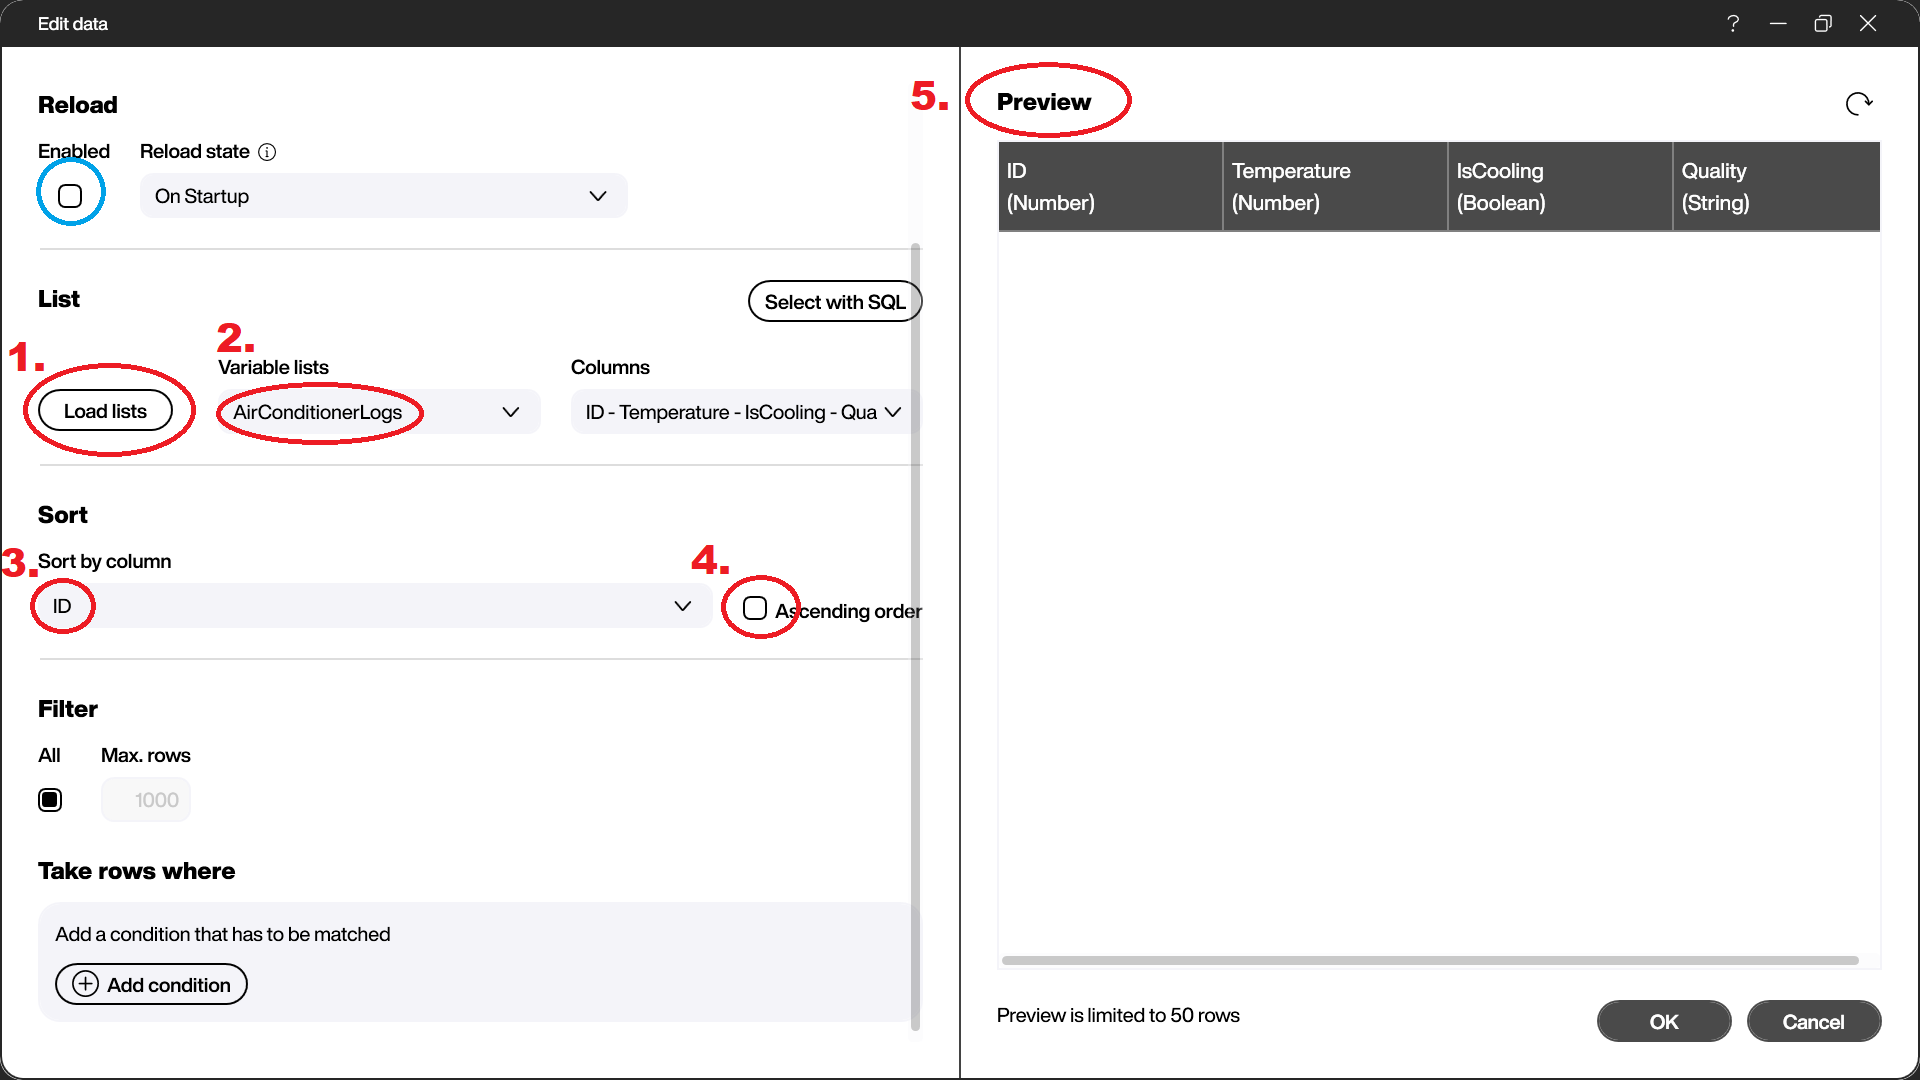 Edit data
Reload
Enabled
Reload state
On Startup
List
Select with SQL
1.
2.
Load lists
Variable lists
AirConditionerLogs
Columns
ID - Temperature - IsCooling - Qua
Sort
3.
Sort by column
ID
4.
Ascending order
Filter
All
Max. rows
1000
Take rows where
Add a condition that has to be matched
Add condition
5.
Preview
ID
(Number)
Temperature
(Number)
IsCooling
(Boolean)
Quality
(String)
Preview is limited to 50 rows
OK
Cancel